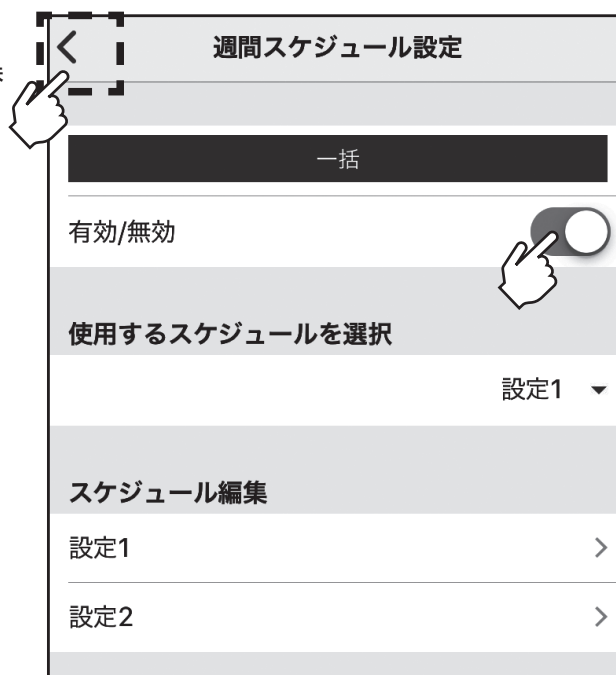 週間スケジュール設定
一括
有効/無効
使用するスケジュールを選択
設定1
スケジュール編集
設定1
設定2